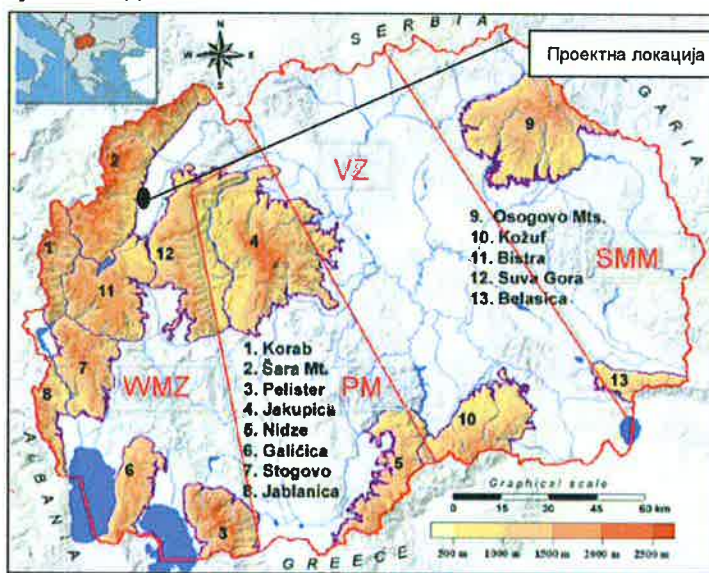 N
W E
S
SERBIA
Проектна локација
GARIA
VZ
SMM
WMZ
PM
9
2
1
12
4
11
7
8
6
3
5
10
13
9. Osogovo Mts.
10. Kožuf
11. Bistra
12. Suva Gora
13. Belasica
1. Korab
2. Šara Mt.
3. Pelister
4. Jakupica
5. Nidze
6. Galičica
7. Stogovo
8. Jablanica
ALBANIA
GREECE
Graphical scale
0 15 30 45 60 km
500 m 1000 m 1500 m 2000 m 2500 m